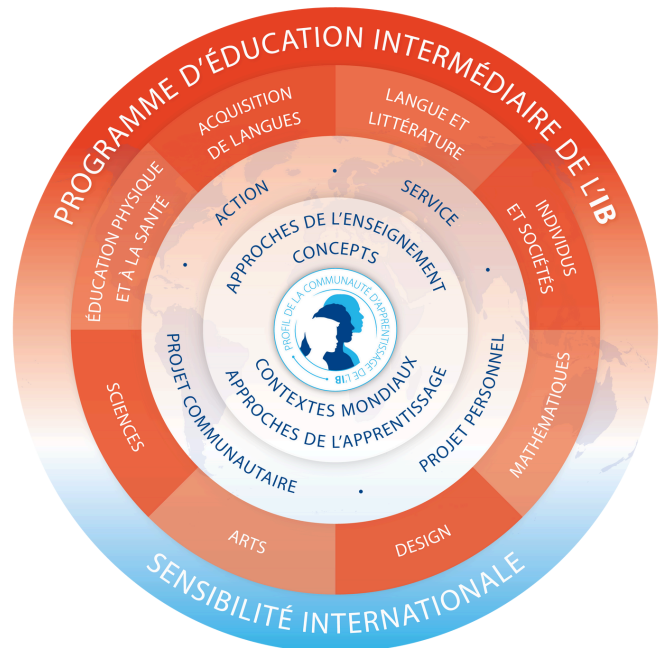 PROGRAMME D'ÉDUCATION INTERMÉDIAIRE DE L'IB
ACQUISITION
DE LANGUES
LANGUE ET
LITTÉRATURE
ÉDUCATION PHYSIQUE
ET À LA SANTÉ
INDIVIDUS
ET SOCIÉTÉS
SCIENCES
MATHÉMATIQUES
ARTS
DESIGN
ACTION
SERVICE
PROJET COMMUNAUTAIRE
PROJET PERSONNEL
APPROCHES DE L'ENSEIGNEMENT
CONCEPTS
PROFIL DE LA COMMUNAUTÉ D'APPRENTISSAGE DE L'IB
CONTEXTES MONDIAUX
APPROCHES DE L'APPRENTISSAGE
SENSIBILITÉ INTERNATIONALE